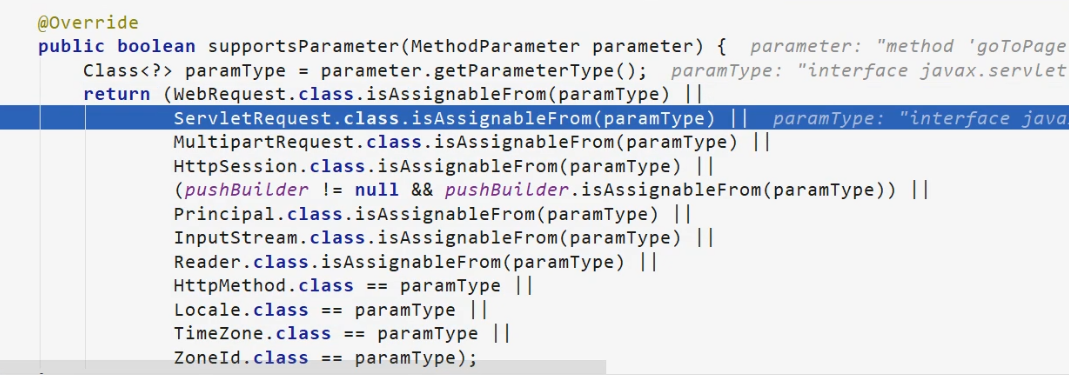 @Override
public boolean supportsParameter(MethodParameter parameter) {  parameter: "method 'goToPage
Class<?> paramType = parameter.getParameterType();  paramType: "interface javax.servlet
return (WebRequest.class.isAssignableFrom(paramType) ||
ServletRequest.class.isAssignableFrom(paramType) ||  paramType: "interface java
MultipartRequest.class.isAssignableFrom(paramType) ||
HttpSession.class.isAssignableFrom(paramType) ||
(pushBuilder != null && pushBuilder.isAssignableFrom(paramType)) ||
Principal.class.isAssignableFrom(paramType) ||
InputStream.class.isAssignableFrom(paramType) ||
Reader.class.isAssignableFrom(paramType) ||
HttpMethod.class == paramType ||
Locale.class == paramType ||
TimeZone.class == paramType ||
ZoneId.class == paramType);